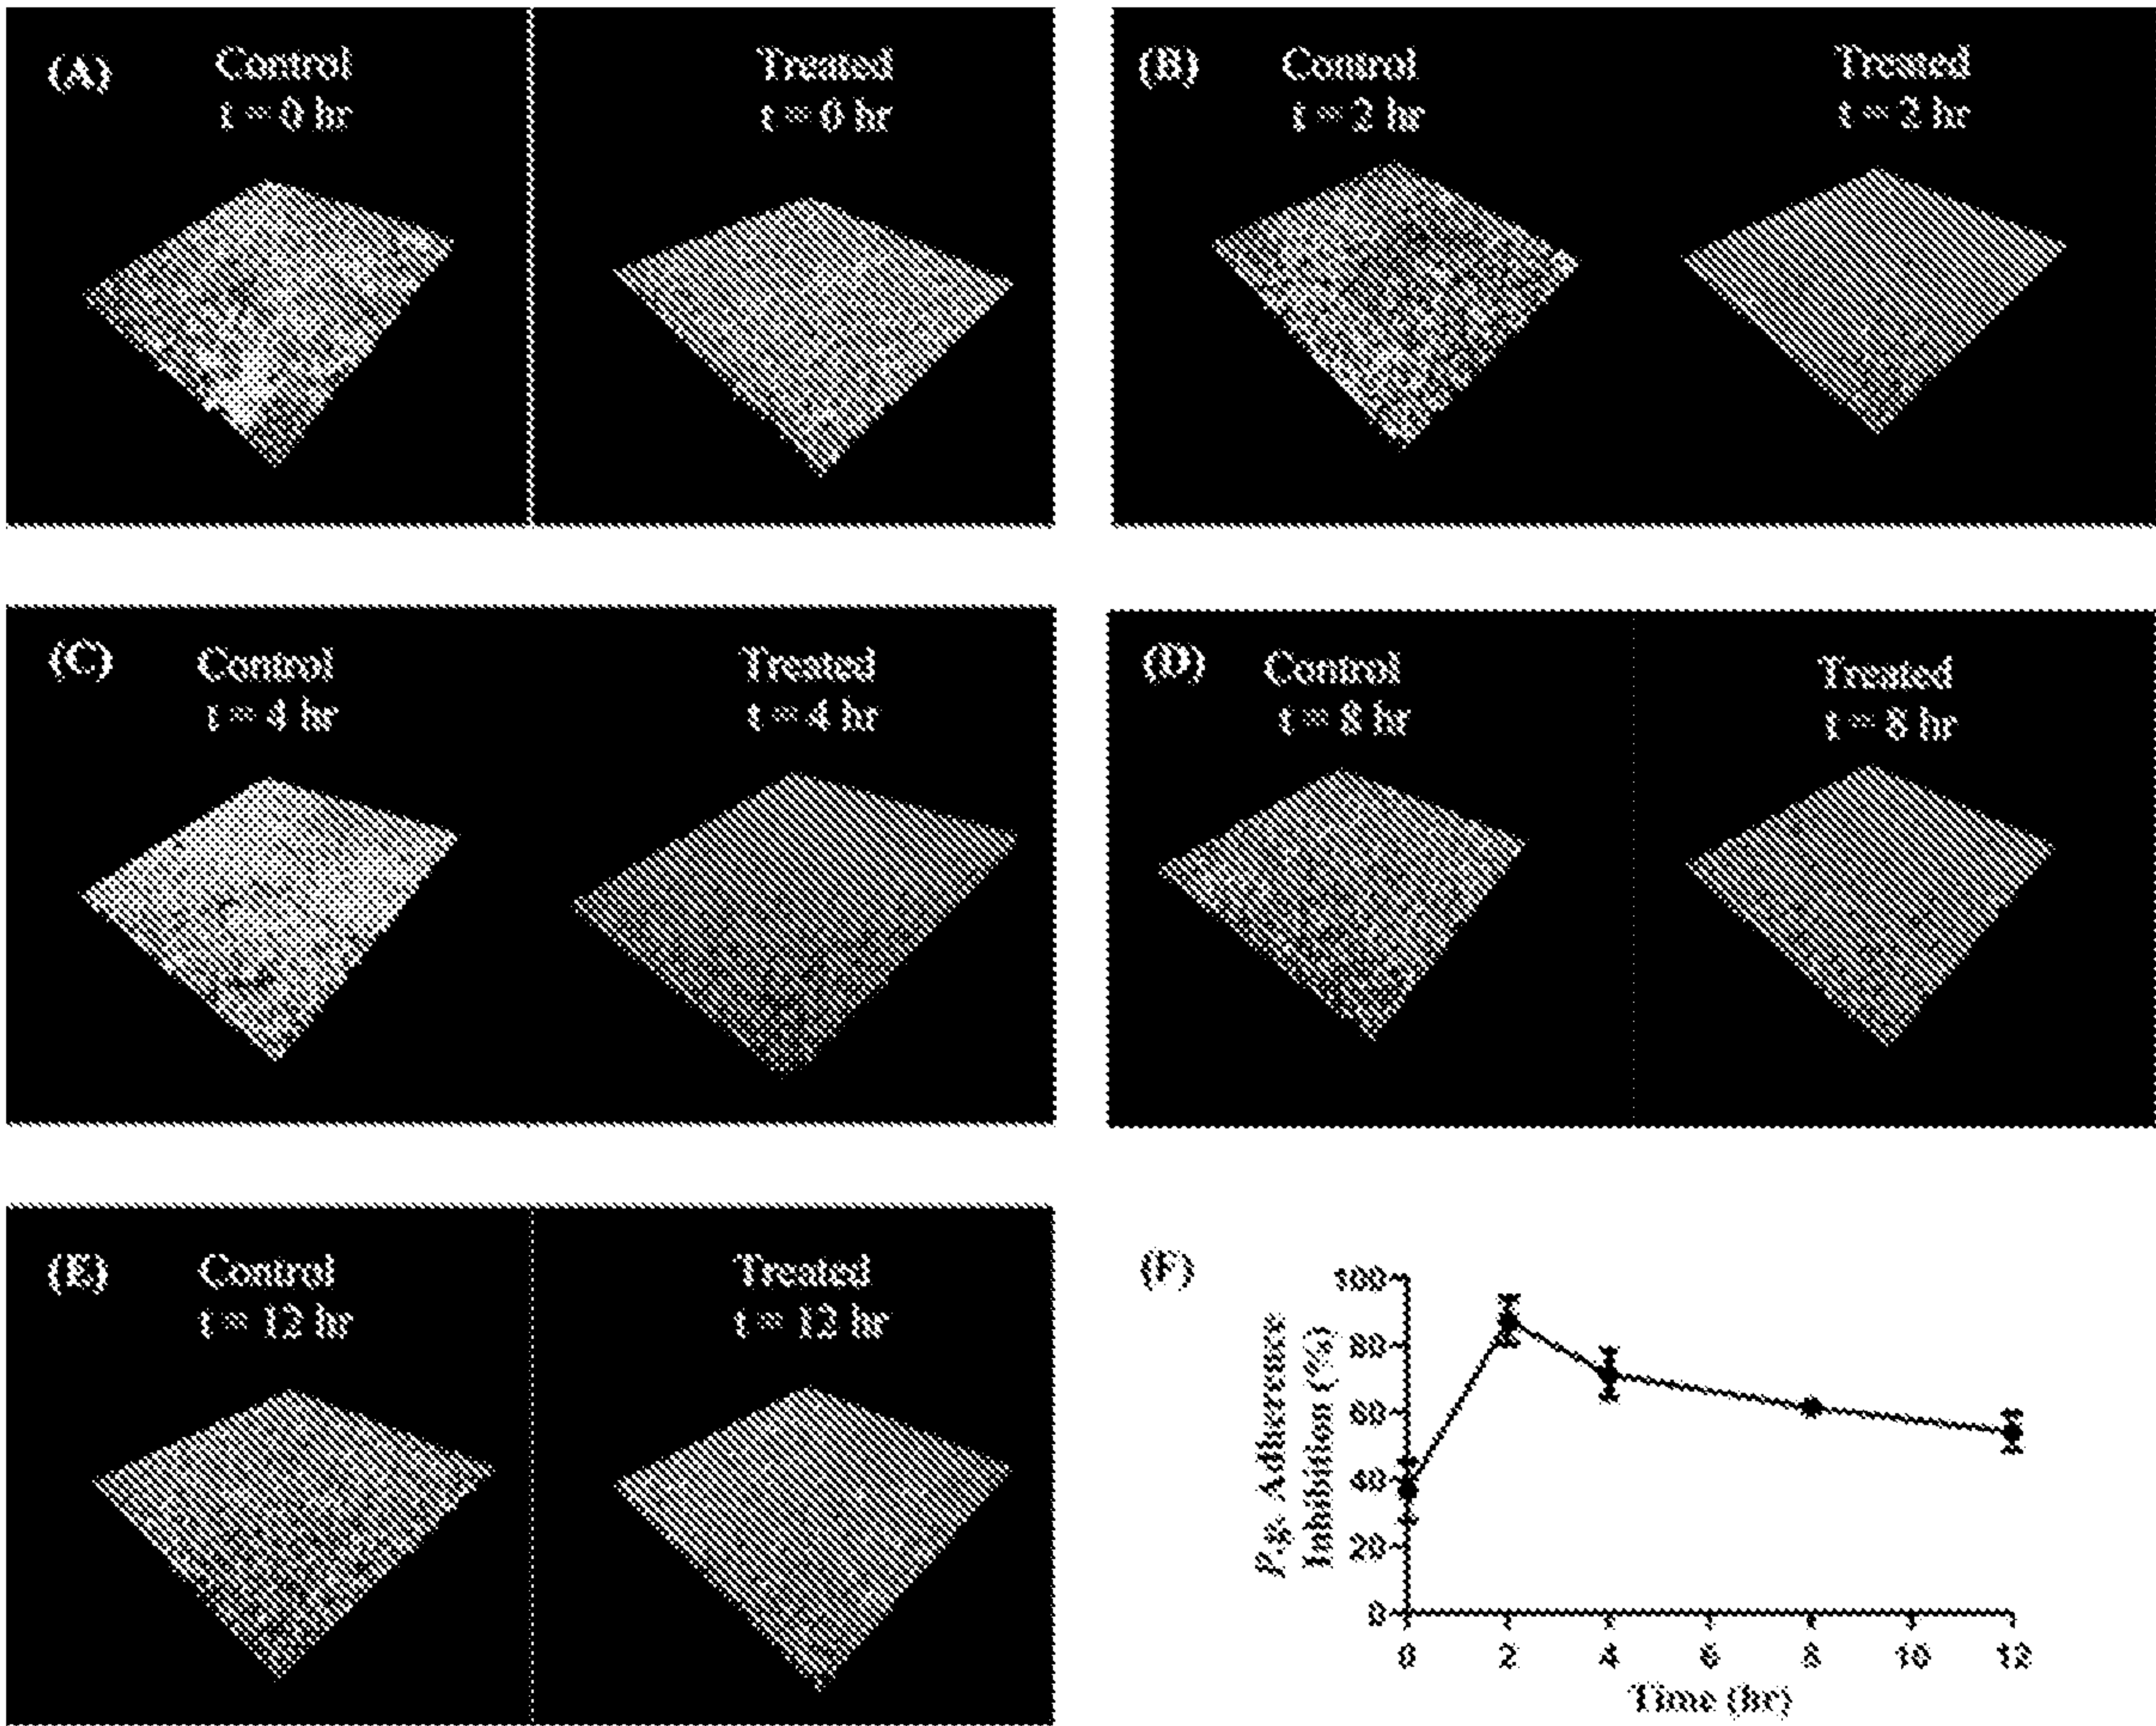 (A)
Control
t = 0 hr
Treated
t = 0 hr
(B)
Control
t = 2 hr
Treated
t = 2 hr
(C)
Control
t = 4 hr
Treated
t = 4 hr
(D)
Control
t = 8 hr
Treated
t = 8 hr
(E)
Control
t = 12 hr
Treated
t = 12 hr
(F)
P.g. Adherence
Inhibition (%)
100
80
60
40
20
0
0 2 4 6 8 10 12
Time (hr)